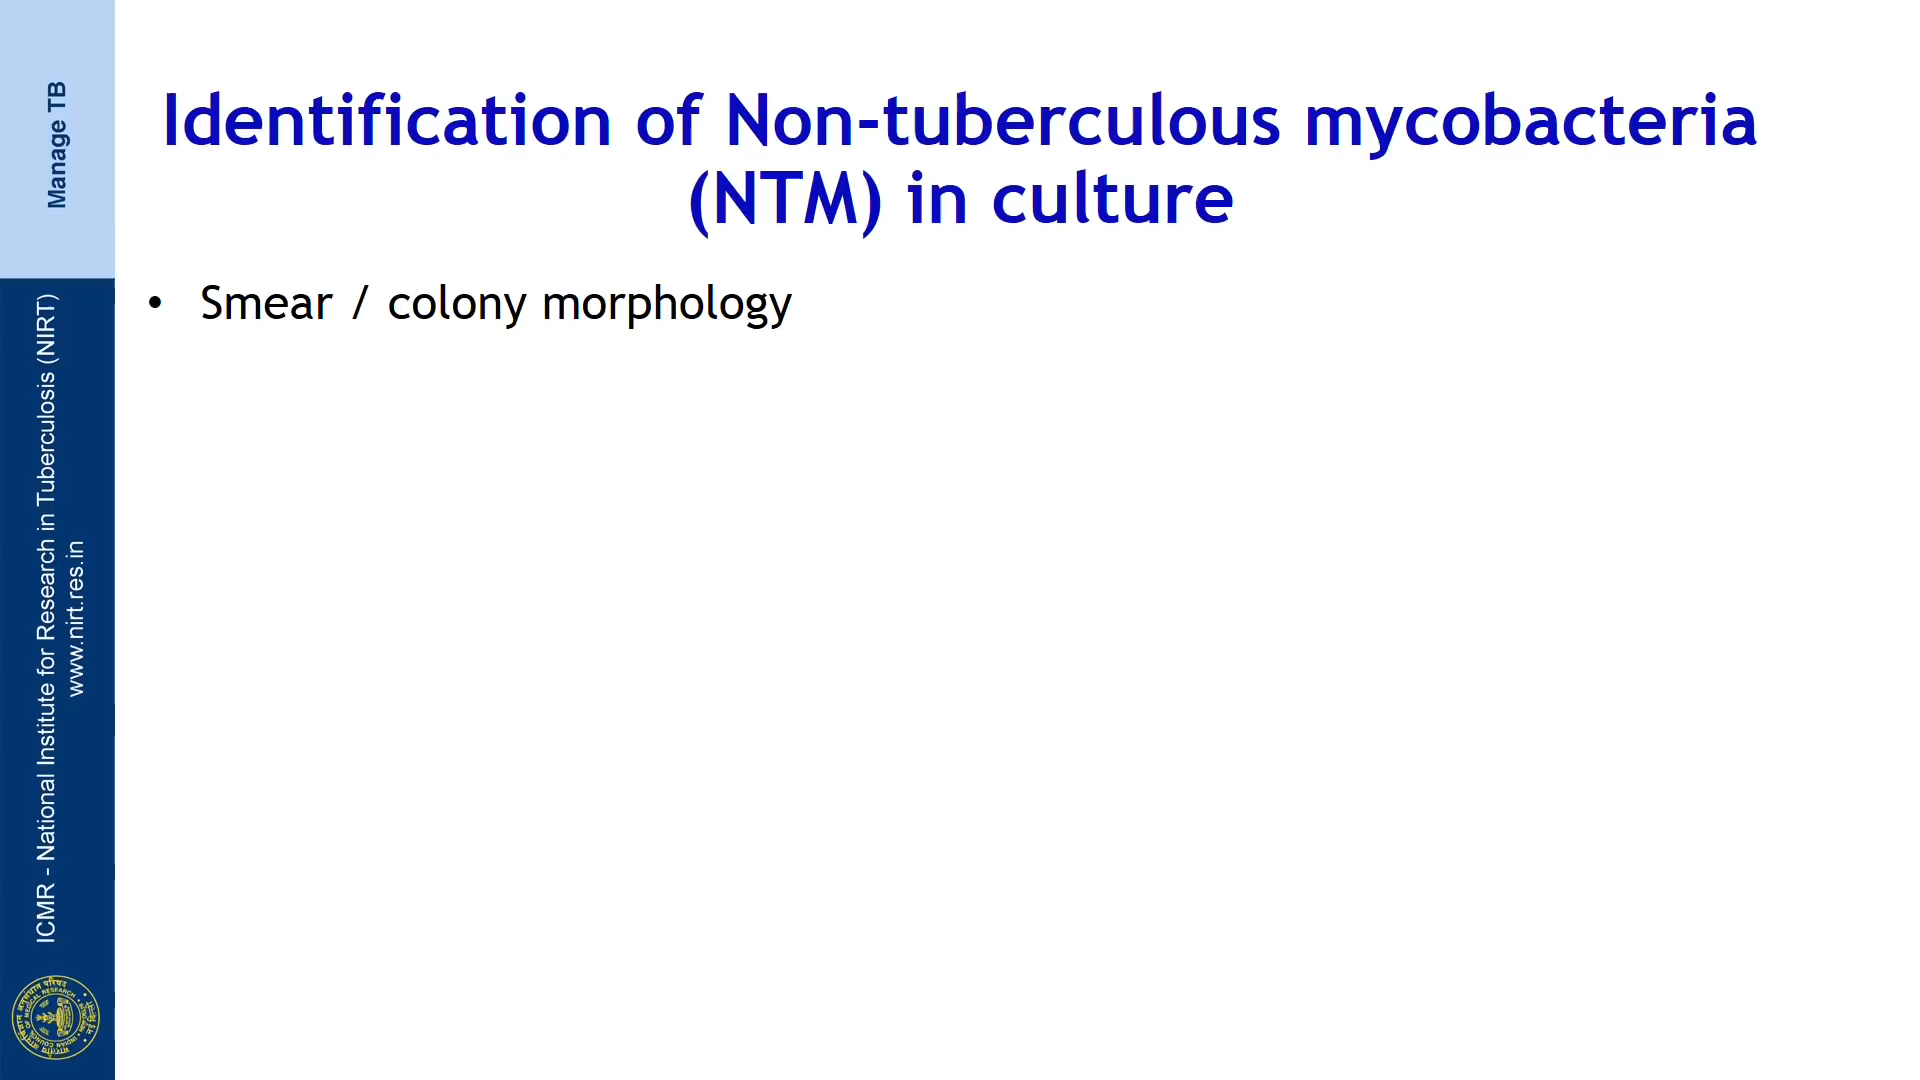 Manage TB
Identification of Non-tuberculous mycobacteria
(NTM) in culture
• Smear / colony morphology
ICMR - National Institute for Research in Tuberculosis (NIRT)
www.nirt.res.in